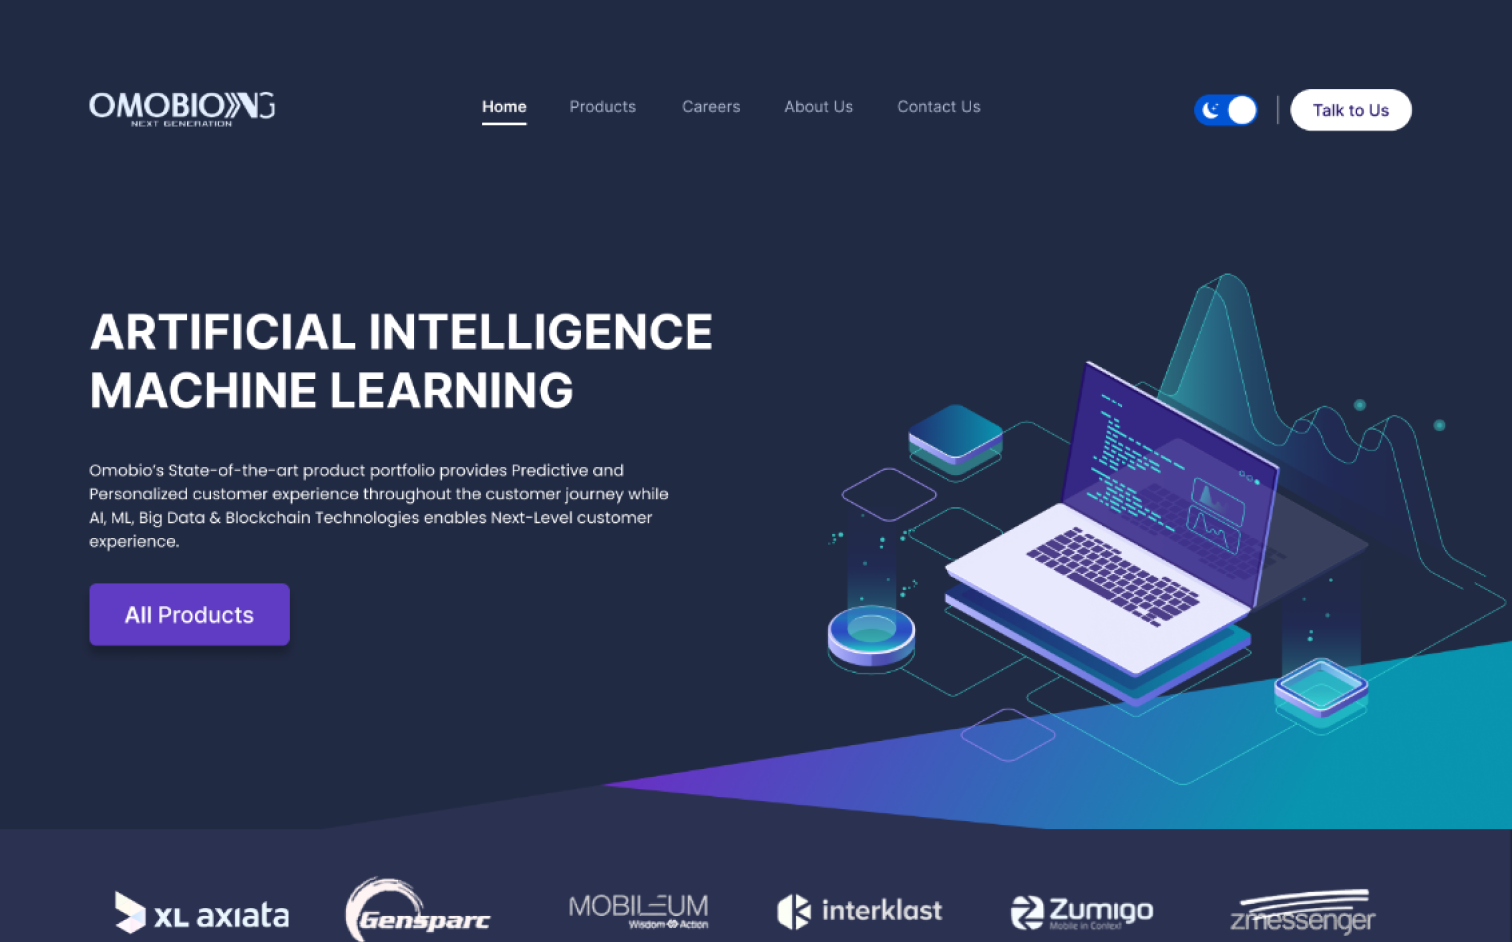 OMOBIO NG
NEXT GENERATION
Home
Products
Careers
About Us
Contact Us
Talk to Us
ARTIFICIAL INTELLIGENCE
MACHINE LEARNING
Omobio’s State-of-the-art product portfolio provides Predictive and
Personalized customer experience throughout the customer journey while
AI, ML, Big Data & Blockchain Technologies enables Next-Level customer
experience.
All Products
XL axiata
Gensparc
MOBILEUM
Wisdom Action
interklast
Zumigo
Mobile in Context
zmessenger